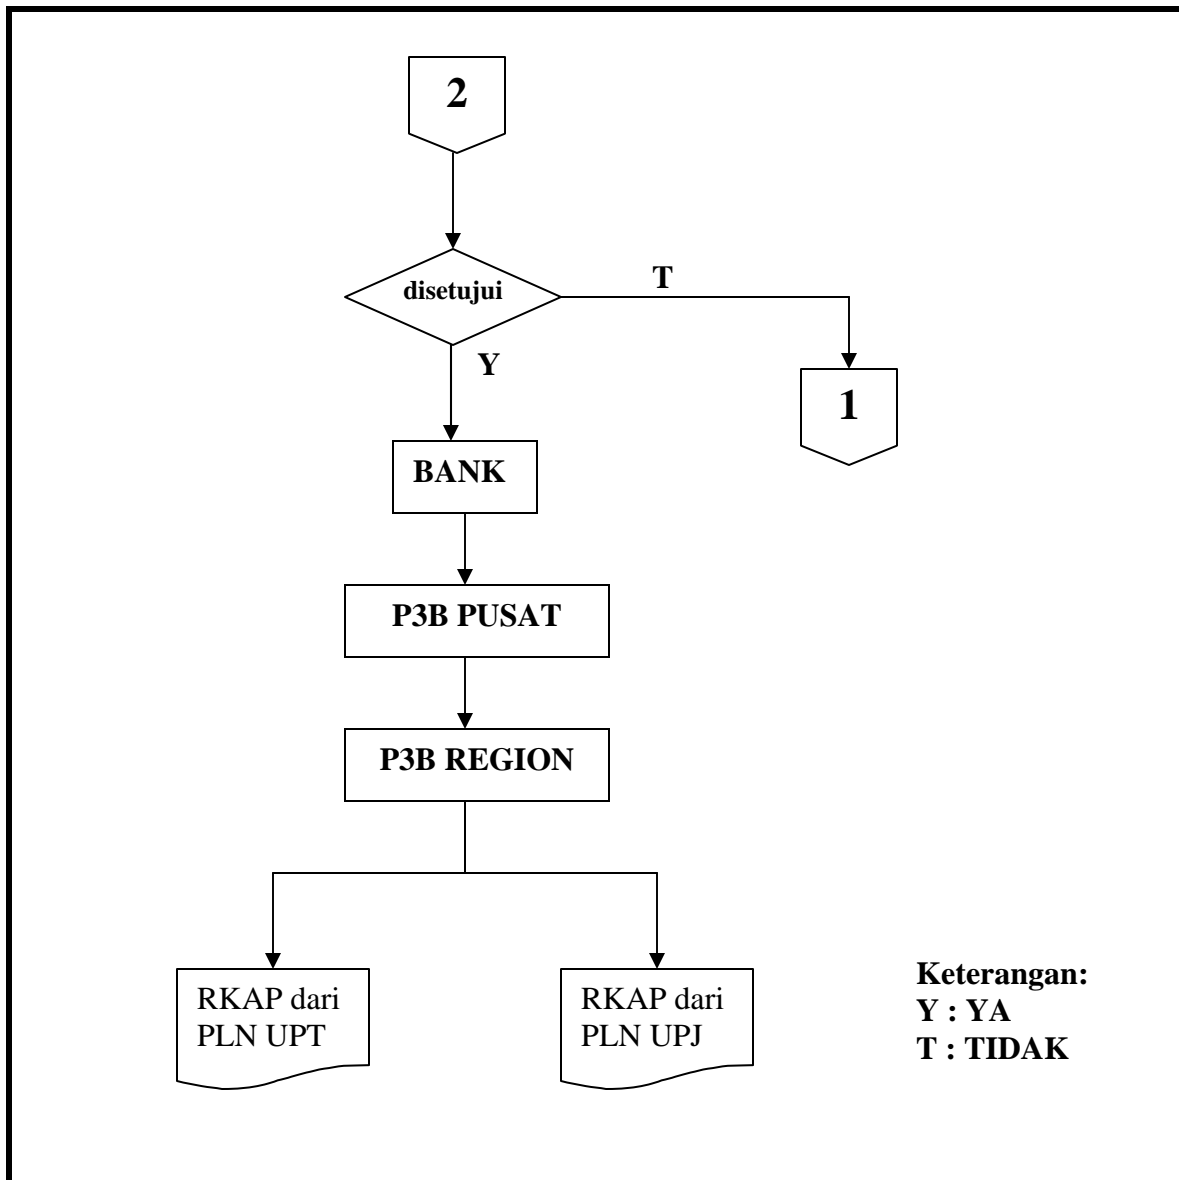 2
disetujui
T
Y
1
BANK
P3B PUSAT
P3B REGION
RKAP dari
PLN UPT
RKAP dari
PLN UPJ
Keterangan:
Y : YA
T : TIDAK